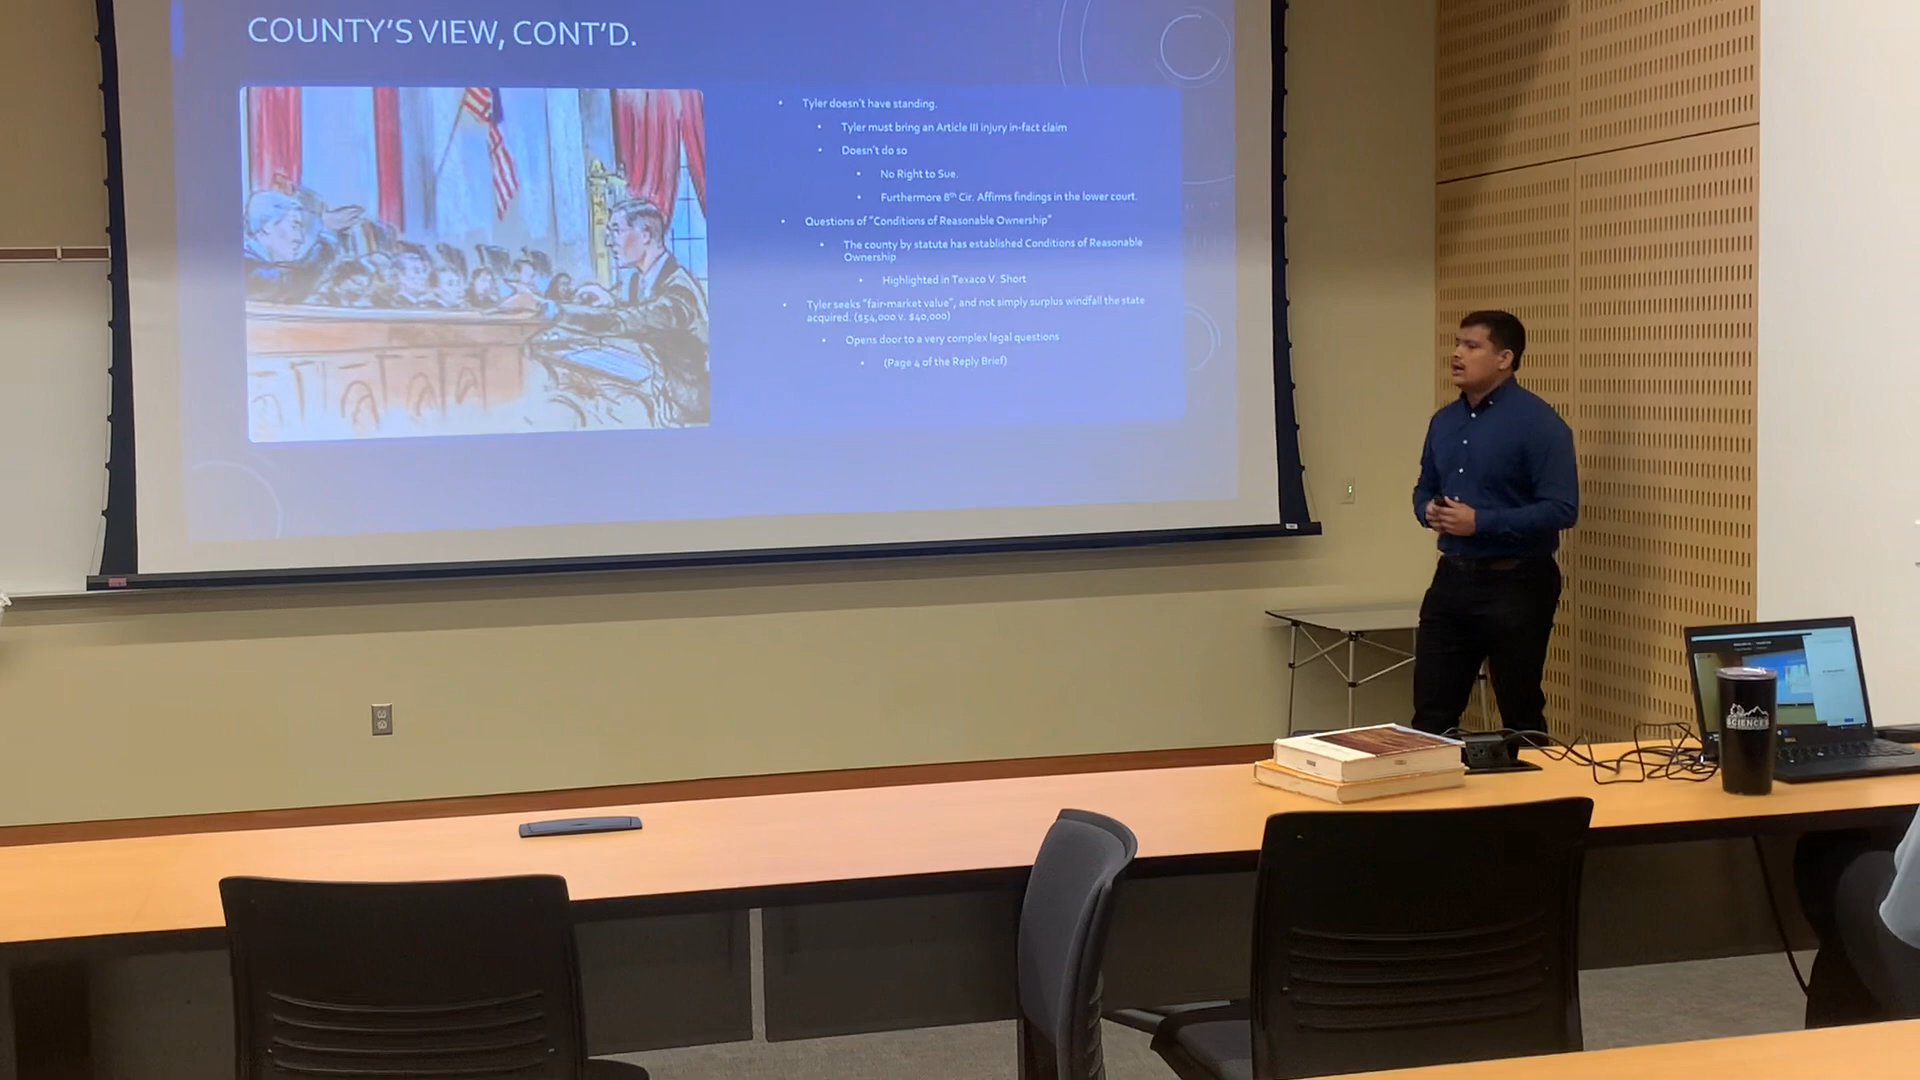 COUNTY'S VIEW, CONT'D.
Tyler doesn't have standing.
Tyler must bring an Article III injury in-fact claim
Doesn't do so
No Right to Sue.
Furthermore 8th Cir. Affirms findings in the lower court.
Questions of "Conditions of Reasonable Ownership"
The county by statute has established Conditions of Reasonable
Ownership
Highlighted in Texaco V. Short
Tyler seeks "fair-market value", and not simply surplus windfall the state
acquired. ($54,000 v. $40,000)
Opens door to a very complex legal questions
(Page 4 of the Reply Brief)
SCIENCES